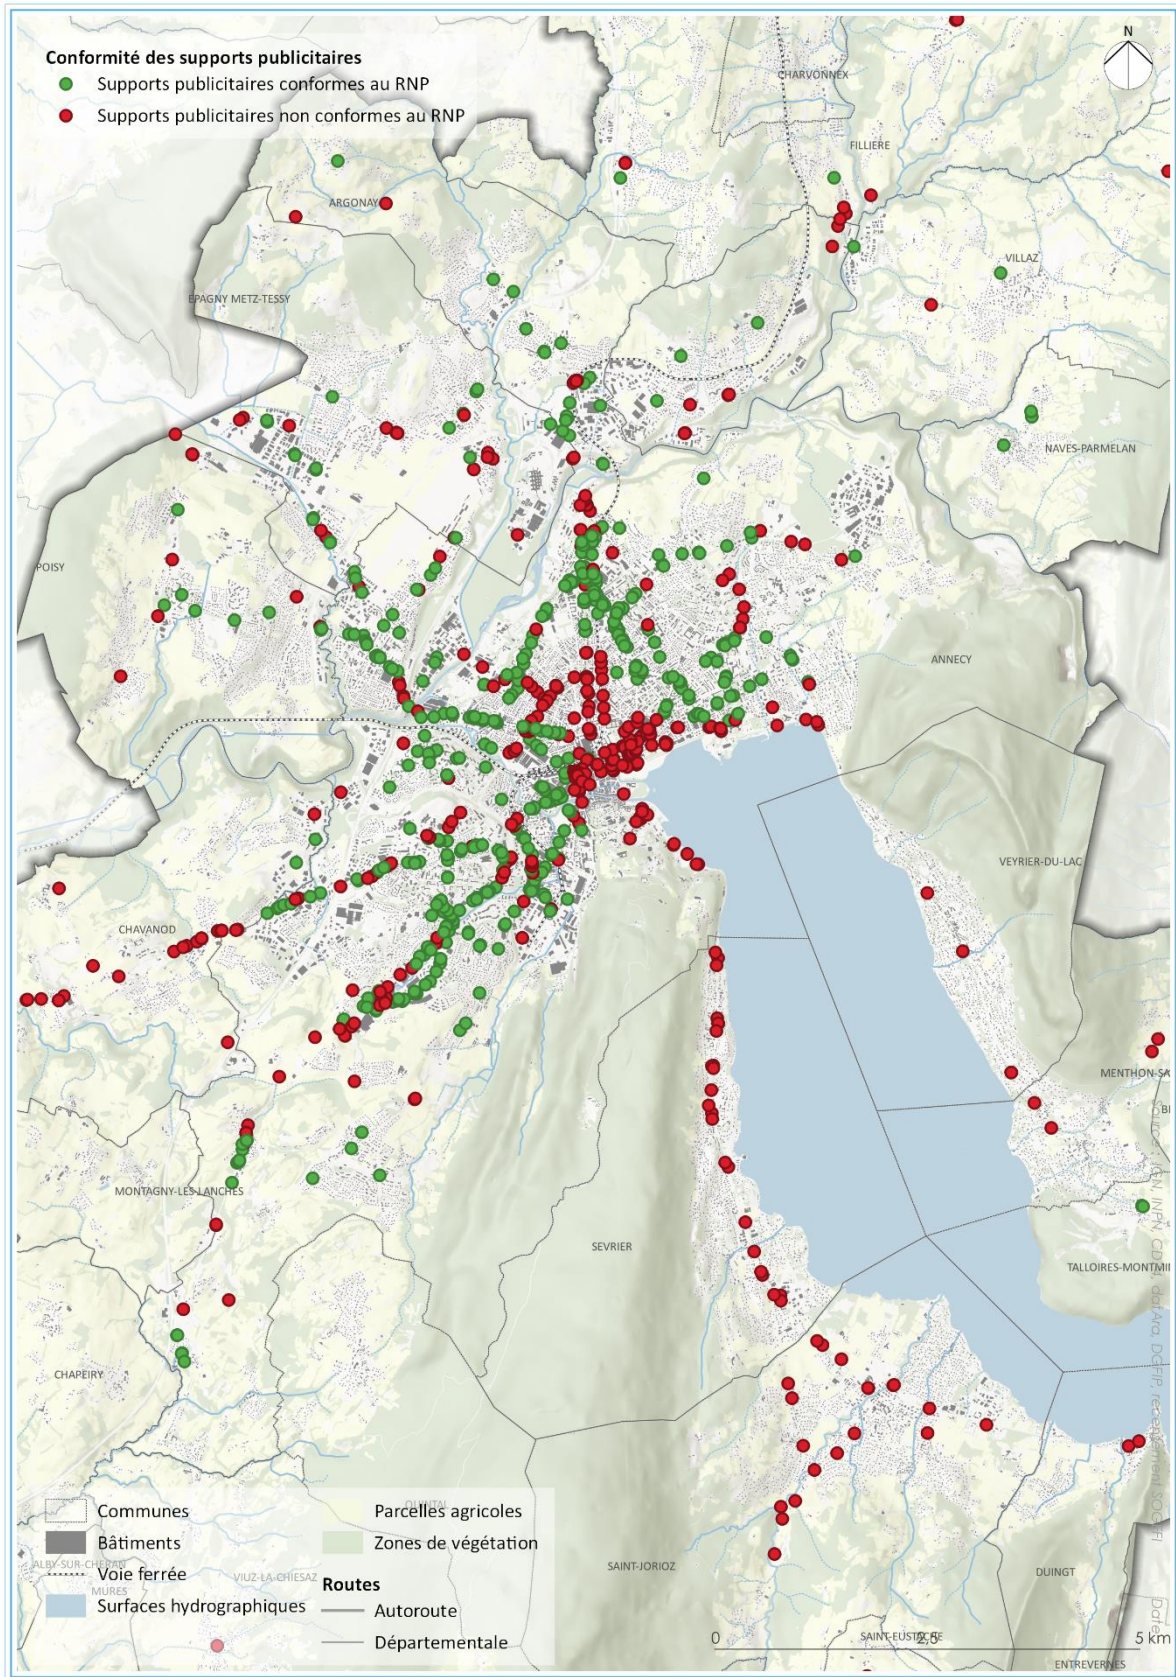 Conformité des supports publicitaires
Supports publicitaires conformes au RNP
Supports publicitaires non conformes au RNP
N
CHARVONNEX
FILLIERE
ARGONAY
VILLAZ
EPAGNY METZ-TESSY
NAVES-PARMELAN
POISY
ANNECY
VEYRIER-DU-LAC
CHAVANOD
MENTHON-SA
MONTAGNY-LES-LANCHES
SEVRIER
TALLOIRES-MONTMI
CHAPEIRY
QUINTAL
Communes
Bâtiments
Voie ferrée
Surfaces hydrographiques
Parcelles agricoles
Zones de végétation
Routes
Autoroute
Départementale
ALBY-SUR-CHERAN
MURES
VIUZ-LA-CHIESAZ
SAINT-JORIOZ
DUINGT
SAINT-EUSTACHE
ENTREVERNES
0 2,5 5 km